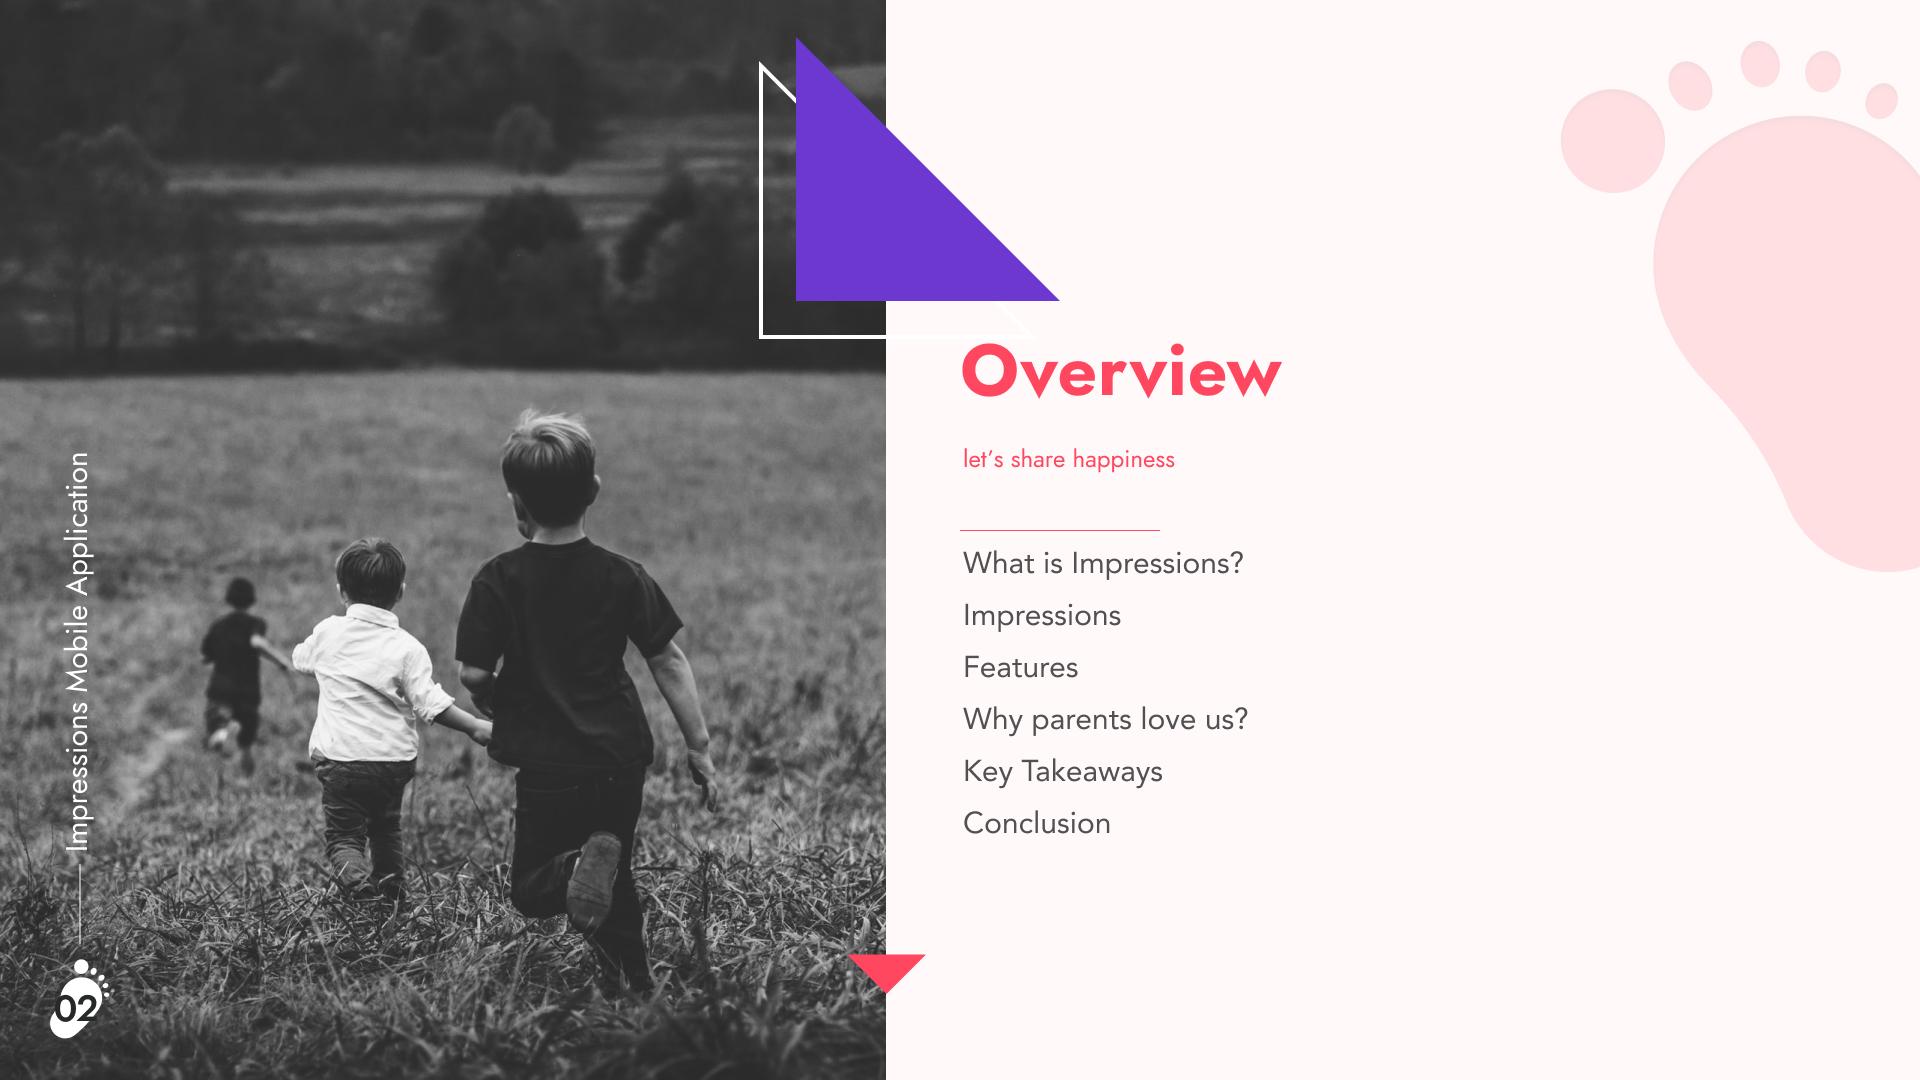 Impressions Mobile Application
02
Overview
let's share happiness
What is Impressions?
Impressions
Features
Why parents love us?
Key Takeaways
Conclusion